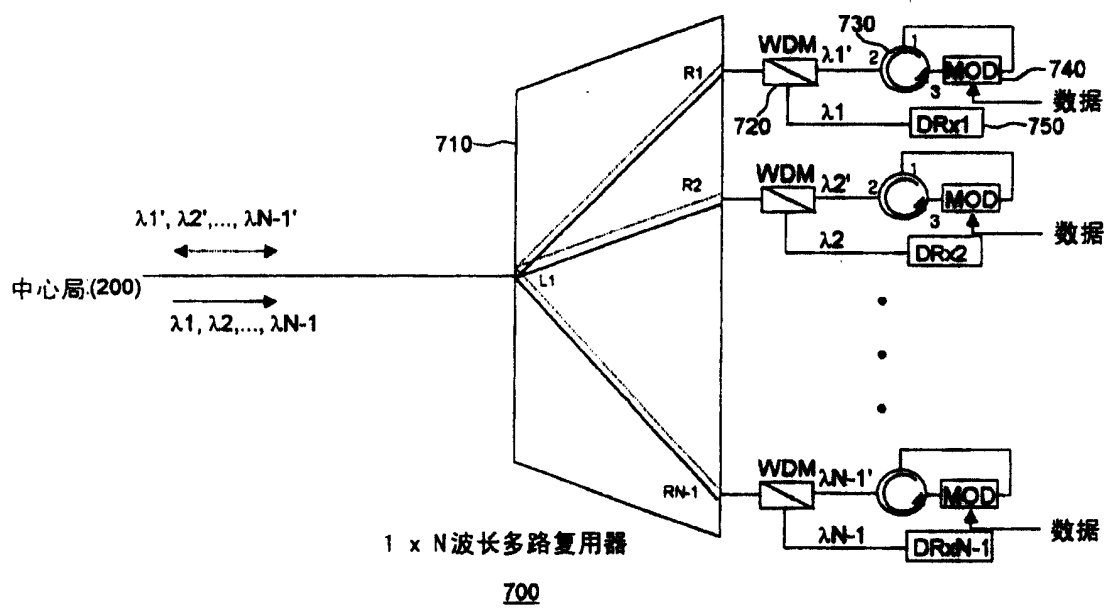 WDM
λ1'
730
1
2
3
MOD
740
数据
R1
720
λ1
DRx1
750
710
WDM
λ2'
1
2
3
MOD
数据
R2
λ2
DRx2
λ1', λ2',..., λN-1'
中心局.(200)
L1
λ1, λ2,..., λN-1
WDM
λN-1'
MOD
数据
RN-1
λN-1
DRxN-1
1 x N波长多路复用器
700